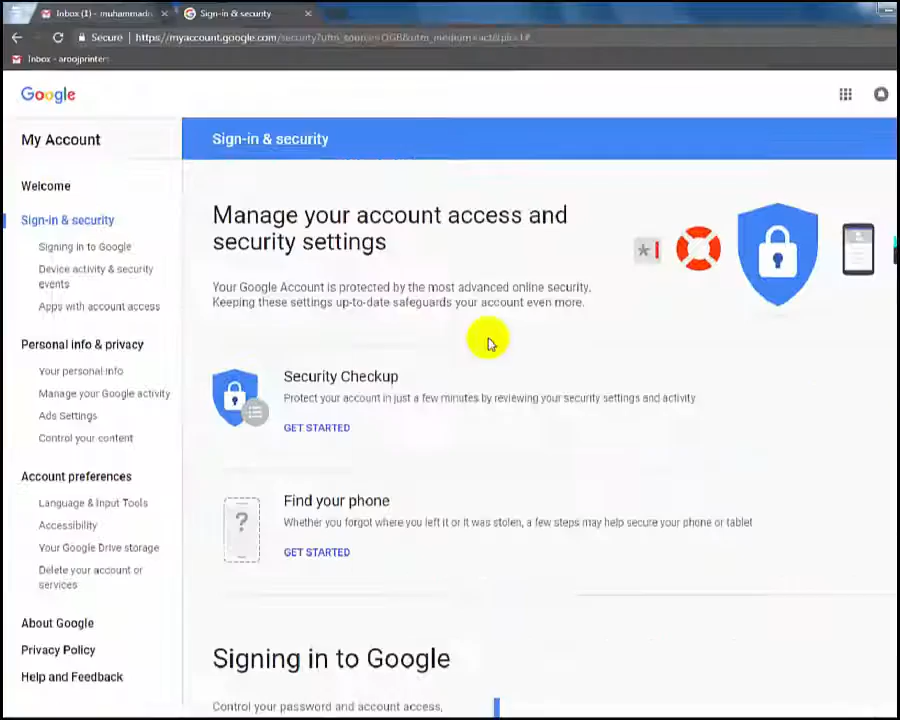 Inbox (1) - muhammadn
Sign-in & security
Secure
https://myaccount.google.com/security?utm_source=OGB&utm_medium=act&pli=1#
Inbox - aroojprinter
Google
My Account
Sign-in & security
Welcome
Sign-in & security
Signing in to Google
Device activity & security
events
Apps with account access
Personal info & privacy
Your personal info
Manage your Google activity
Ads Settings
Control your content
Account preferences
Language & Input Tools
Accessibility
Your Google Drive storage
Delete your account or
services
About Google
Privacy Policy
Help and Feedback
Manage your account access and
security settings
Your Google Account is protected by the most advanced online security.
Keeping these settings up-to-date safeguards your account even more.
Security Checkup
Protect your account in just a few minutes by reviewing your security settings and activity
GET STARTED
Find your phone
Whether you forgot where you left it or it was stolen, a few steps may help secure your phone or tablet
GET STARTED
Signing in to Google
Control your password and account access,